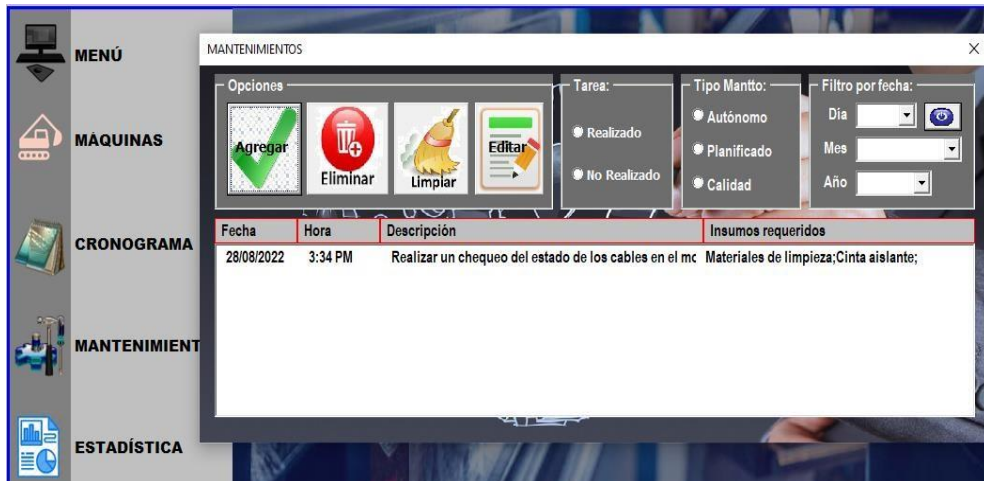 MENÚ
MÁQUINAS
CRONOGRAMA
MANTENIMIENT
ESTADÍSTICA
MANTENIMIENTOS
Opciones
Agregar
Eliminar
Limpiar
Editar
Tarea:
Realizado
No Realizado
Tipo Mantto:
Autónomo
Planificado
Calidad
Filtro por fecha:
Día
Mes
Año
Fecha Hora Descripción Insumos requeridos
28/08/2022 3:34 PM Realizar un chequeo del estado de los cables en el mo Materiales de limpieza;Cinta aislante;